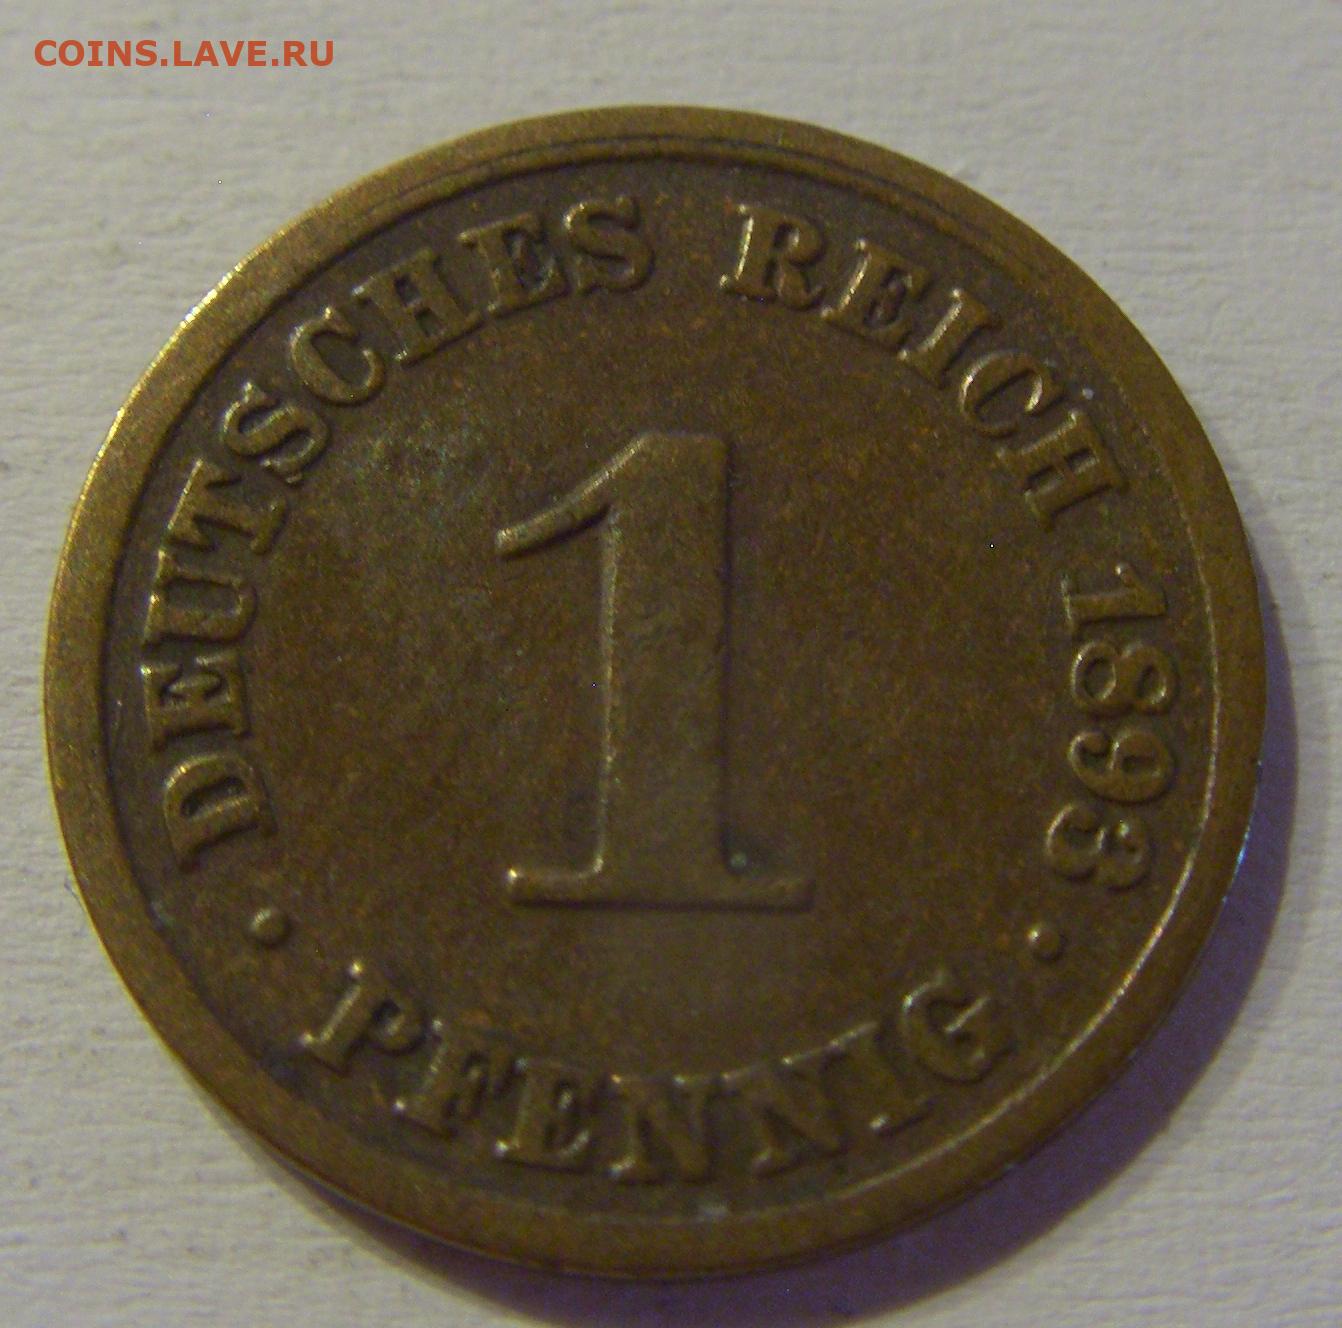 COINS.LAVE.RU
DEUTSCHES REICH 1893
1
· PFENNIG ·